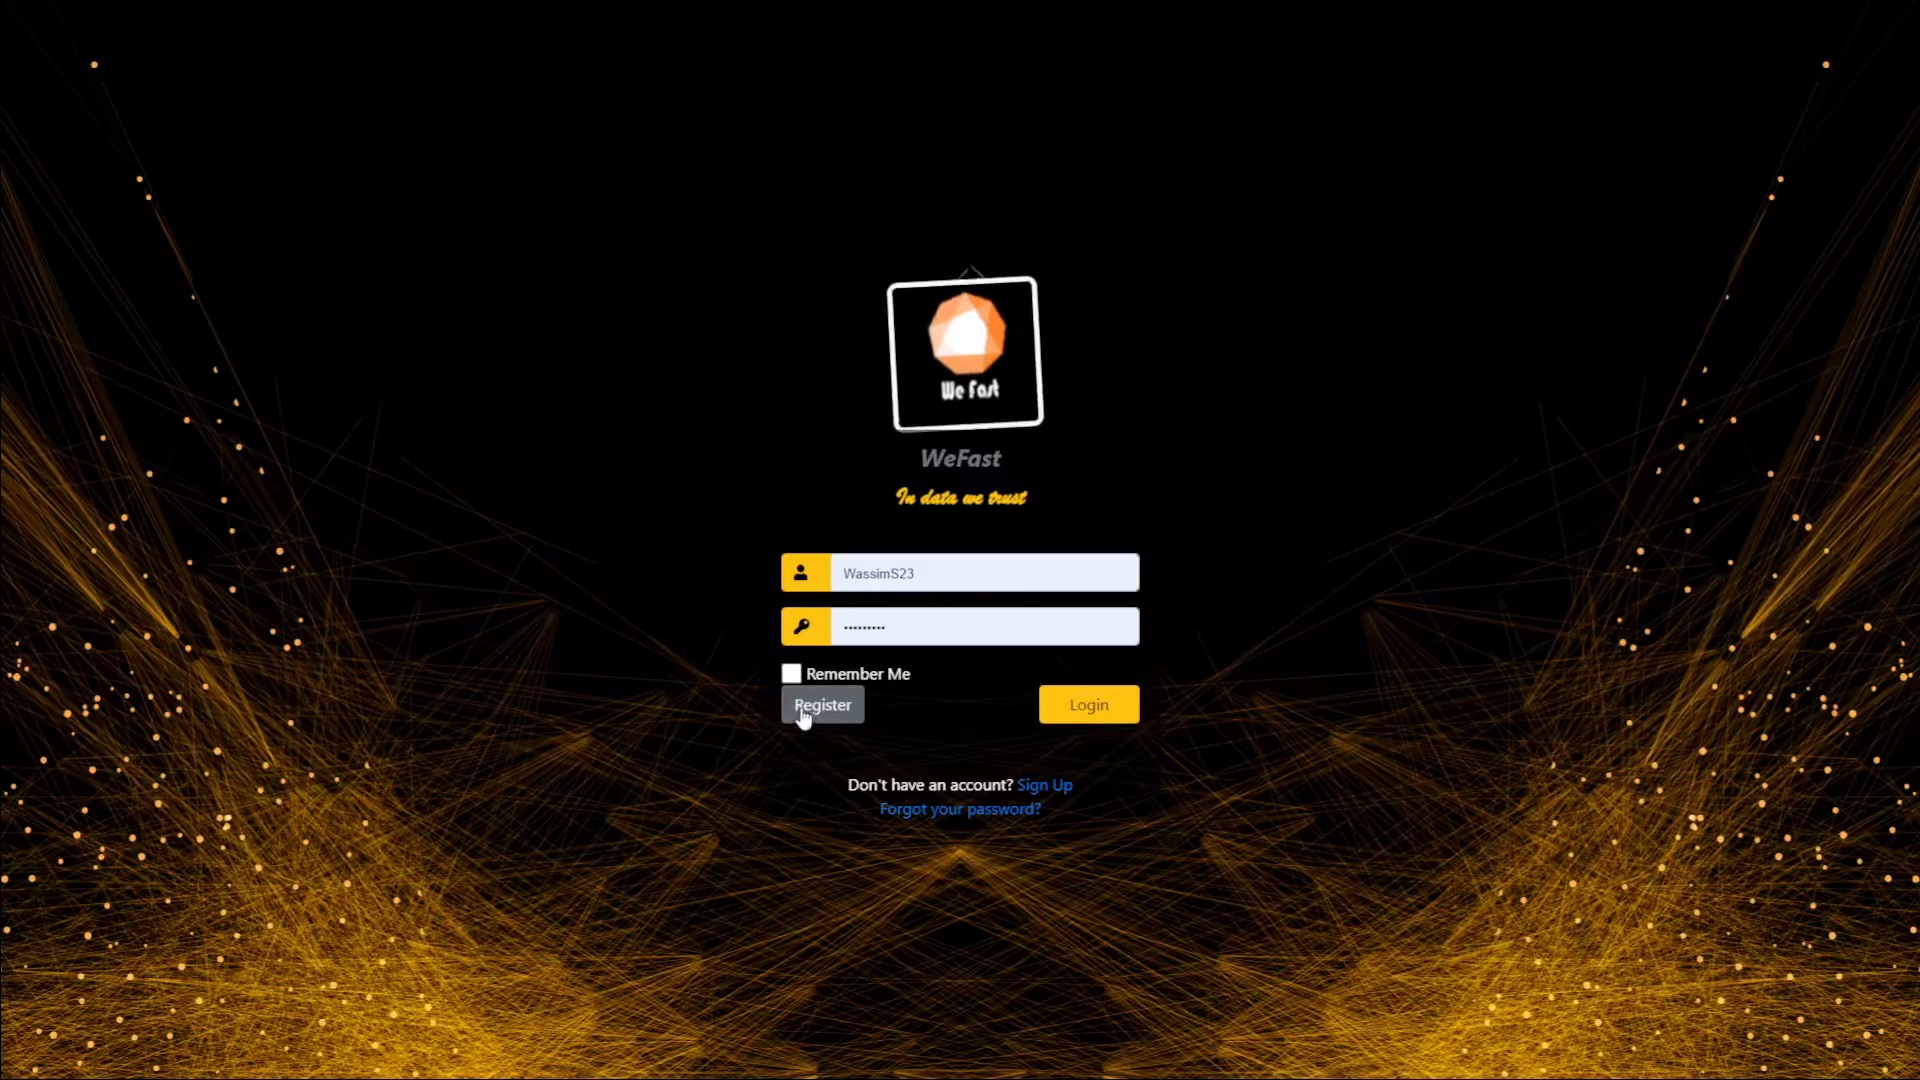 We Fast
WeFast
In data we trust
WassimS23
•••••••••
Remember Me
Register
Login
Don't have an account? Sign Up
Forgot your password?